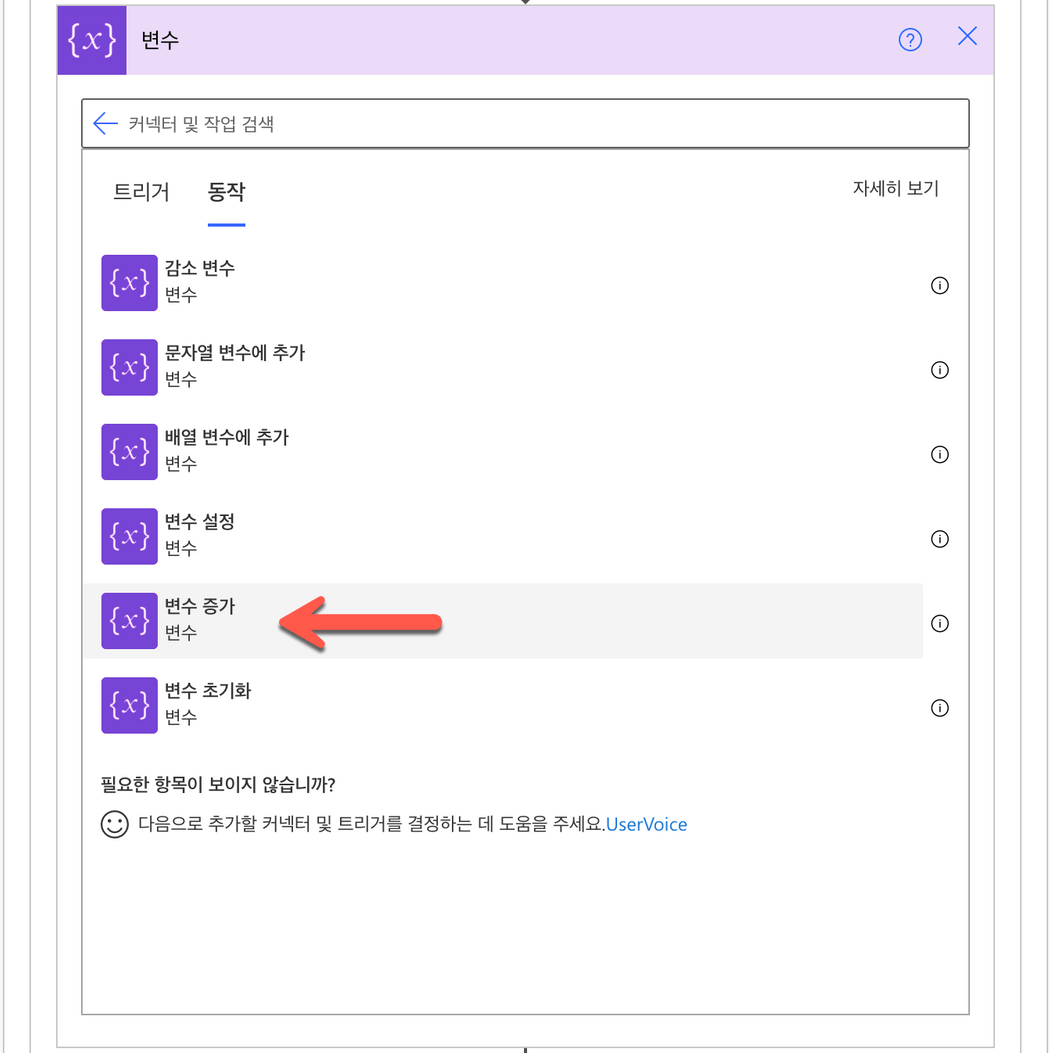 {x} 변수
커넥터 및 작업 검색
트리거 동작 자세히 보기
{x} 감소 변수
변수
{x} 문자열 변수에 추가
변수
{x} 배열 변수에 추가
변수
{x} 변수 설정
변수
{x} 변수 증가
변수
{x} 변수 초기화
변수
필요한 항목이 보이지 않습니까?
다음으로 추가할 커넥터 및 트리거를 결정하는 데 도움을 주세요.UserVoice